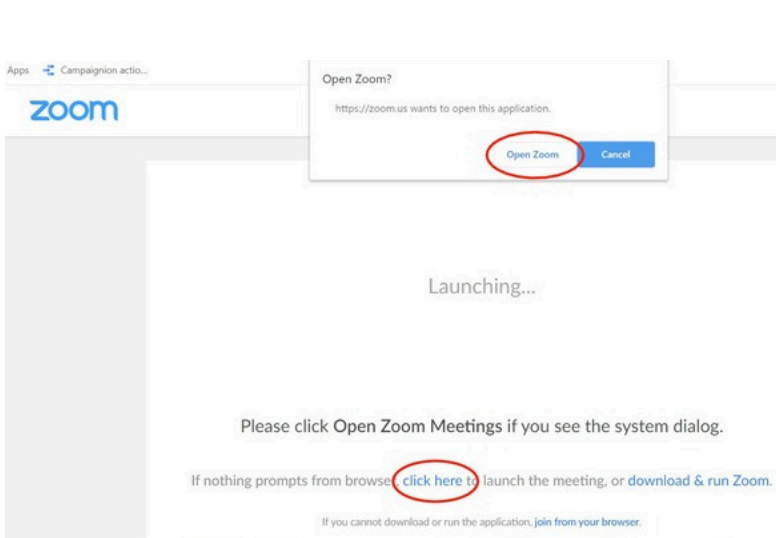 Apps Campaignion actio...
Open Zoom?
zoom
https://zoom.us wants to open this application.
Open Zoom Cancel
Launching...
Please click Open Zoom Meetings if you see the system dialog.
If nothing prompts from browser, click here to launch the meeting, or download & run Zoom.
If you cannot download or run the application, join from your browser.